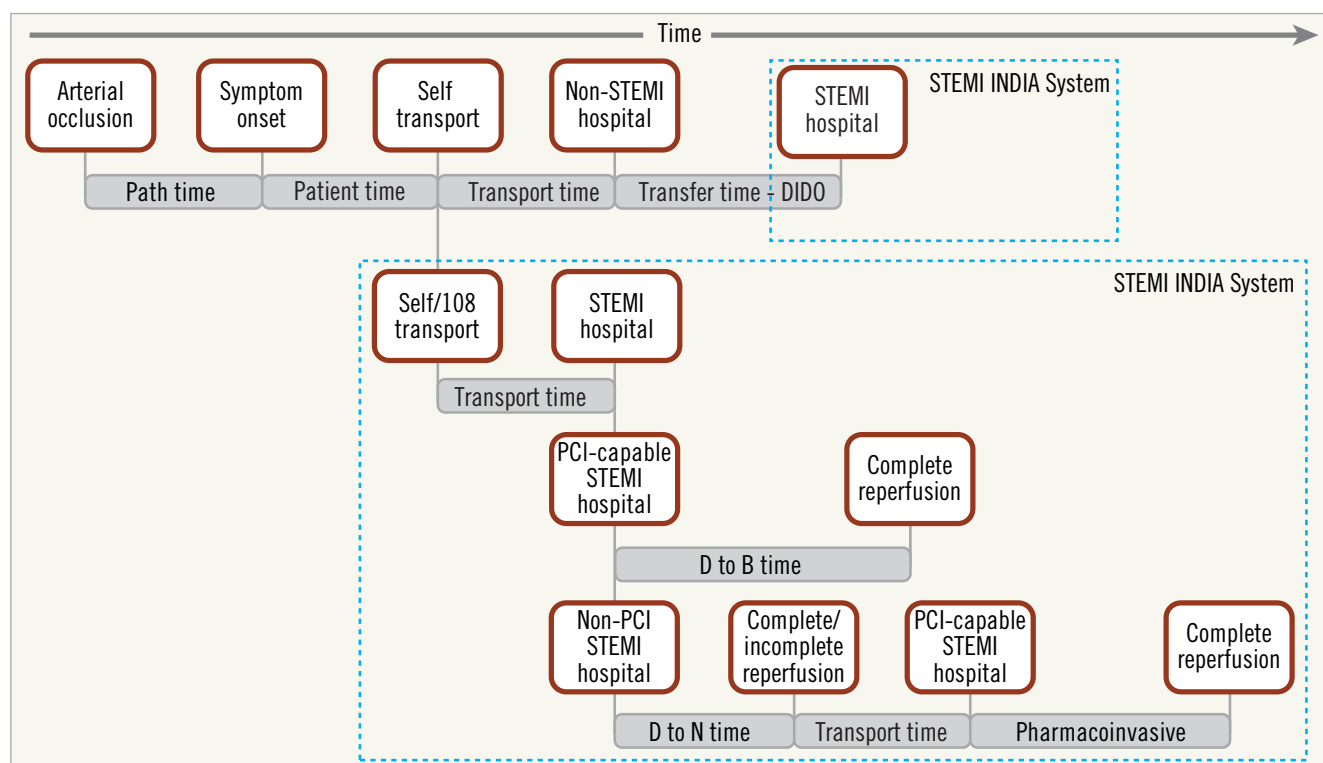 Time
STEMI INDIA System
Arterial
occlusion
Symptom
onset
Self
transport
Non-STEMI
hospital
STEMI
hospital
Path time
Patient time
Transport time
Transfer time - DIDO
STEMI INDIA System
Self/108
transport
STEMI
hospital
Transport time
PCI-capable
STEMI
hospital
Complete
reperfusion
D to B time
Non-PCI
STEMI
hospital
Complete/
incomplete
reperfusion
PCI-capable
STEMI
hospital
Complete
reperfusion
D to N time
Transport time
Pharmacoinvasive